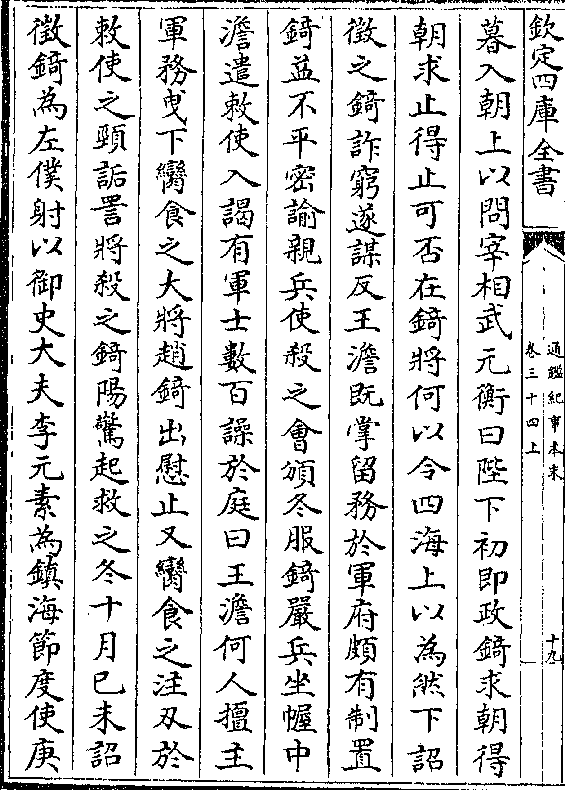 欽定四庫全書
通鑑紀事本末
卷三十四上
十九
暮入朝上以問宰相武元衡曰陛下初即政錡求朝得
朝求止得止可否在錡將何以令四海上以為然下詔
徵之錡詐窮遂謀反王澹既掌留務於軍府頗有制置
錡益不平密諭親兵使殺之會頒冬服錡嚴兵坐幄中
澹遣敕使入謁有軍士數百譟於庭曰王澹何人擅主
軍務曵下臠食之大將趙錡出慰止又臠食之注刄於
敕使之頸詬詈將殺之錡陽驚起救之冬十月己未詔
徵錡為左僕射以御史大夫李元素為鎮海節度使庚